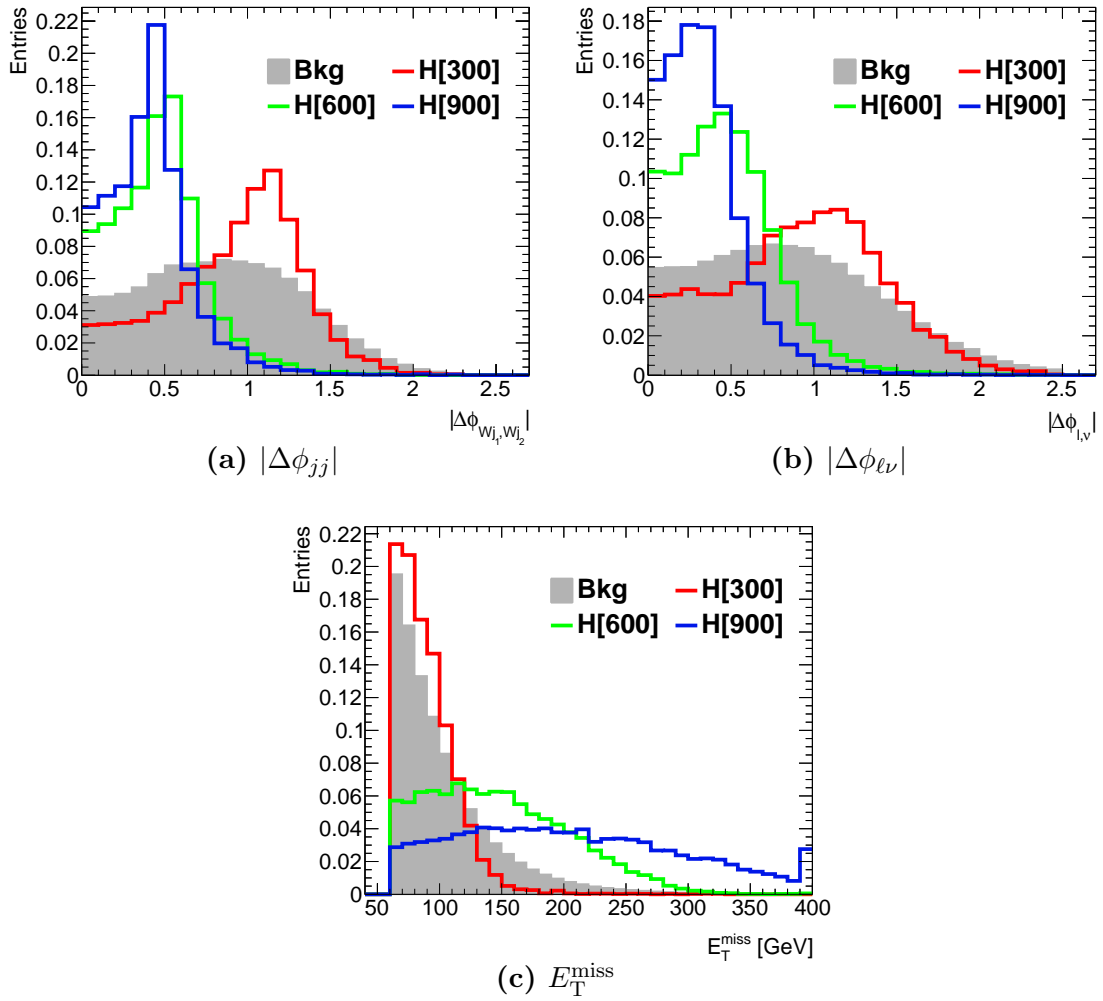 Entries
0.22
0.2
0.18
0.16
0.14
0.12
0.1
0.08
0.06
0.04
0.02
0
Bkg H[300]
H[600] H[900]
0 0.5 1 1.5 2 2.5
|Δϕ_{Wj_1,Wj_2}|
(a) |Δϕ_{jj}|
Entries
0.18
0.16
0.14
0.12
0.1
0.08
0.06
0.04
0.02
0
Bkg H[300]
H[600] H[900]
0 0.5 1 1.5 2 2.5
|Δϕ_{l,ν}|
(b) |Δϕ_{ℓν}|
Entries
0.22
0.2
0.18
0.16
0.14
0.12
0.1
0.08
0.06
0.04
0.02
0
Bkg H[300]
H[600] H[900]
50 100 150 200 250 300 350 400
E_T^{miss} [GeV]
(c) E_T^{miss}